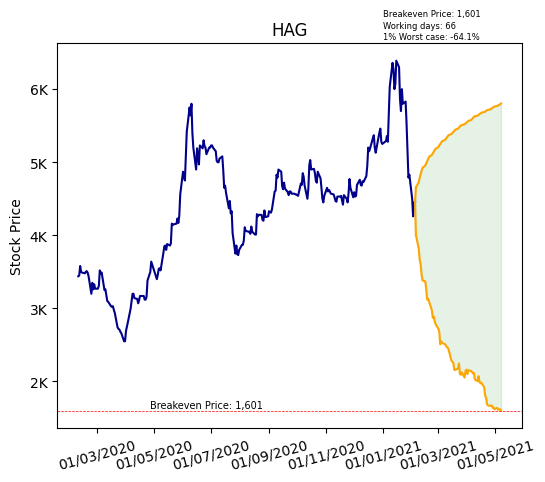 Breakeven Price: 1,601
Working days: 66
1% Worst case: -64.1%
HAG
Stock Price
6K
5K
4K
3K
2K
Breakeven Price: 1,601
01/03/2020 01/05/2020 01/07/2020 01/09/2020 01/11/2020 01/01/2021 01/03/2021 01/05/2021